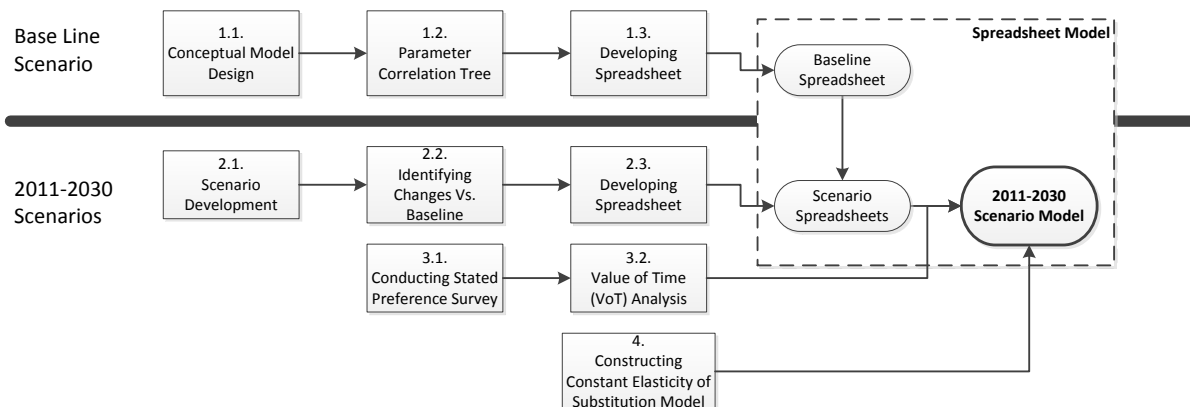 Base Line
Scenario
1.1.
Conceptual Model
Design
1.2.
Parameter
Correlation Tree
1.3.
Developing
Spreadsheet
Spreadsheet Model
Baseline
Spreadsheet
2011-2030
Scenarios
2.1.
Scenario
Development
2.2.
Identifying
Changes Vs.
Baseline
2.3.
Developing
Spreadsheet
Scenario
Spreadsheets
2011-2030
Scenario Model
3.1.
Conducting Stated
Preference Survey
3.2.
Value of Time
(VoT) Analysis
4.
Constructing
Constant Elasticity of
Substitution Model